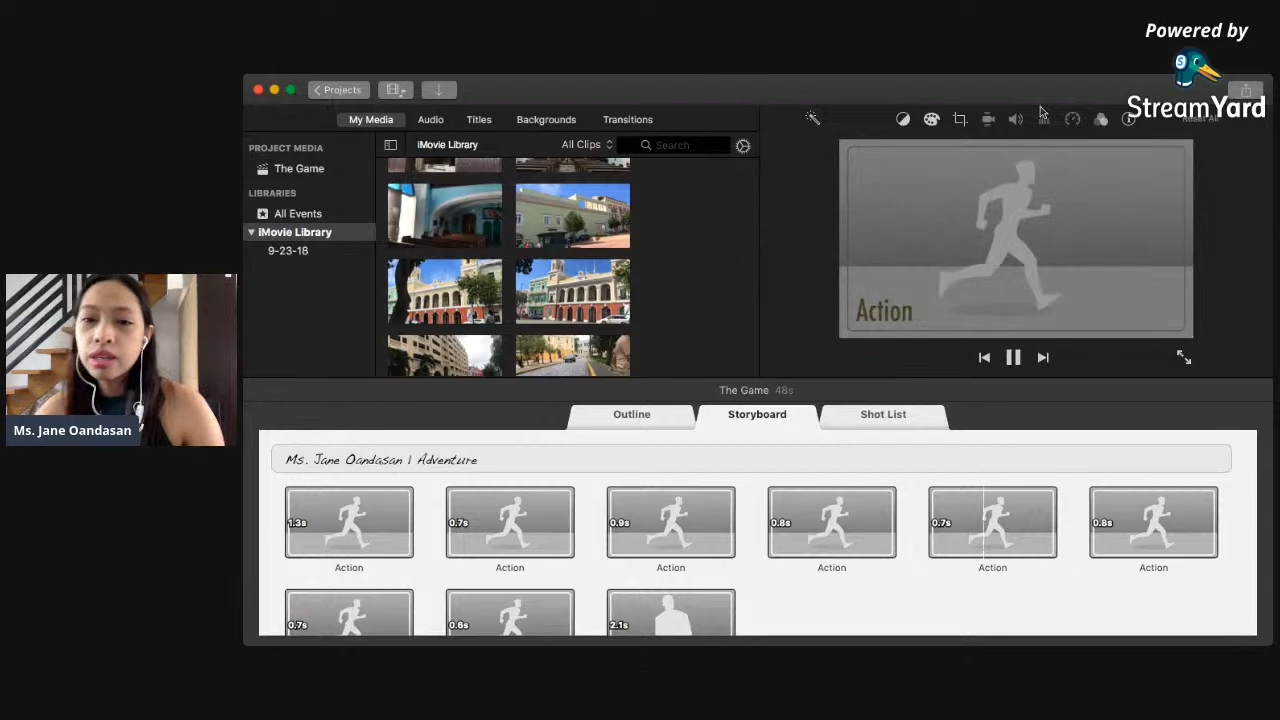 Powered by
StreamYard
Projects
My Media Audio Titles Backgrounds Transitions
Reset All
PROJECT MEDIA
The Game
LIBRARIES
All Events
iMovie Library
9-23-18
iMovie Library All Clips Search
Action
Ms. Jane Oandasan
The Game 48s
Outline Storyboard Shot List
Ms. Jane Oandasan | Adventure
1.3s 0.7s 0.9s 0.8s 0.7s 0.8s
Action Action Action Action Action Action
0.7s 0.6s 2.1s